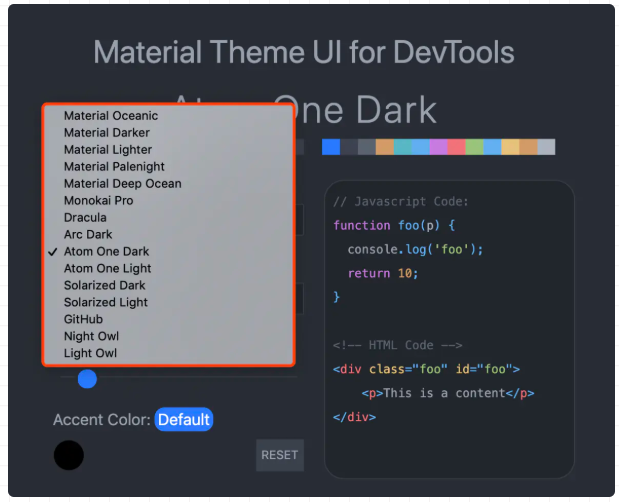 Material Theme UI for DevTools
Atom One Dark
Material Oceanic
Material Darker
Material Lighter
Material Palenight
Material Deep Ocean
Monokai Pro
Dracula
Arc Dark
✓ Atom One Dark
Atom One Light
Solarized Dark
Solarized Light
GitHub
Night Owl
Light Owl
Accent Color: Default
RESET
// Javascript Code:
function foo(p) {
  console.log('foo');
  return 10;
}
<!-- HTML Code -->
<div class="foo" id="foo">
    <p>This is a content</p>
</div>